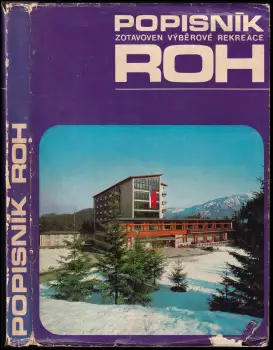 POPISNÍK
ZOTAVOVEN VÝBĚROVÉ REKREACE
ROH
POPISNÍK ROH